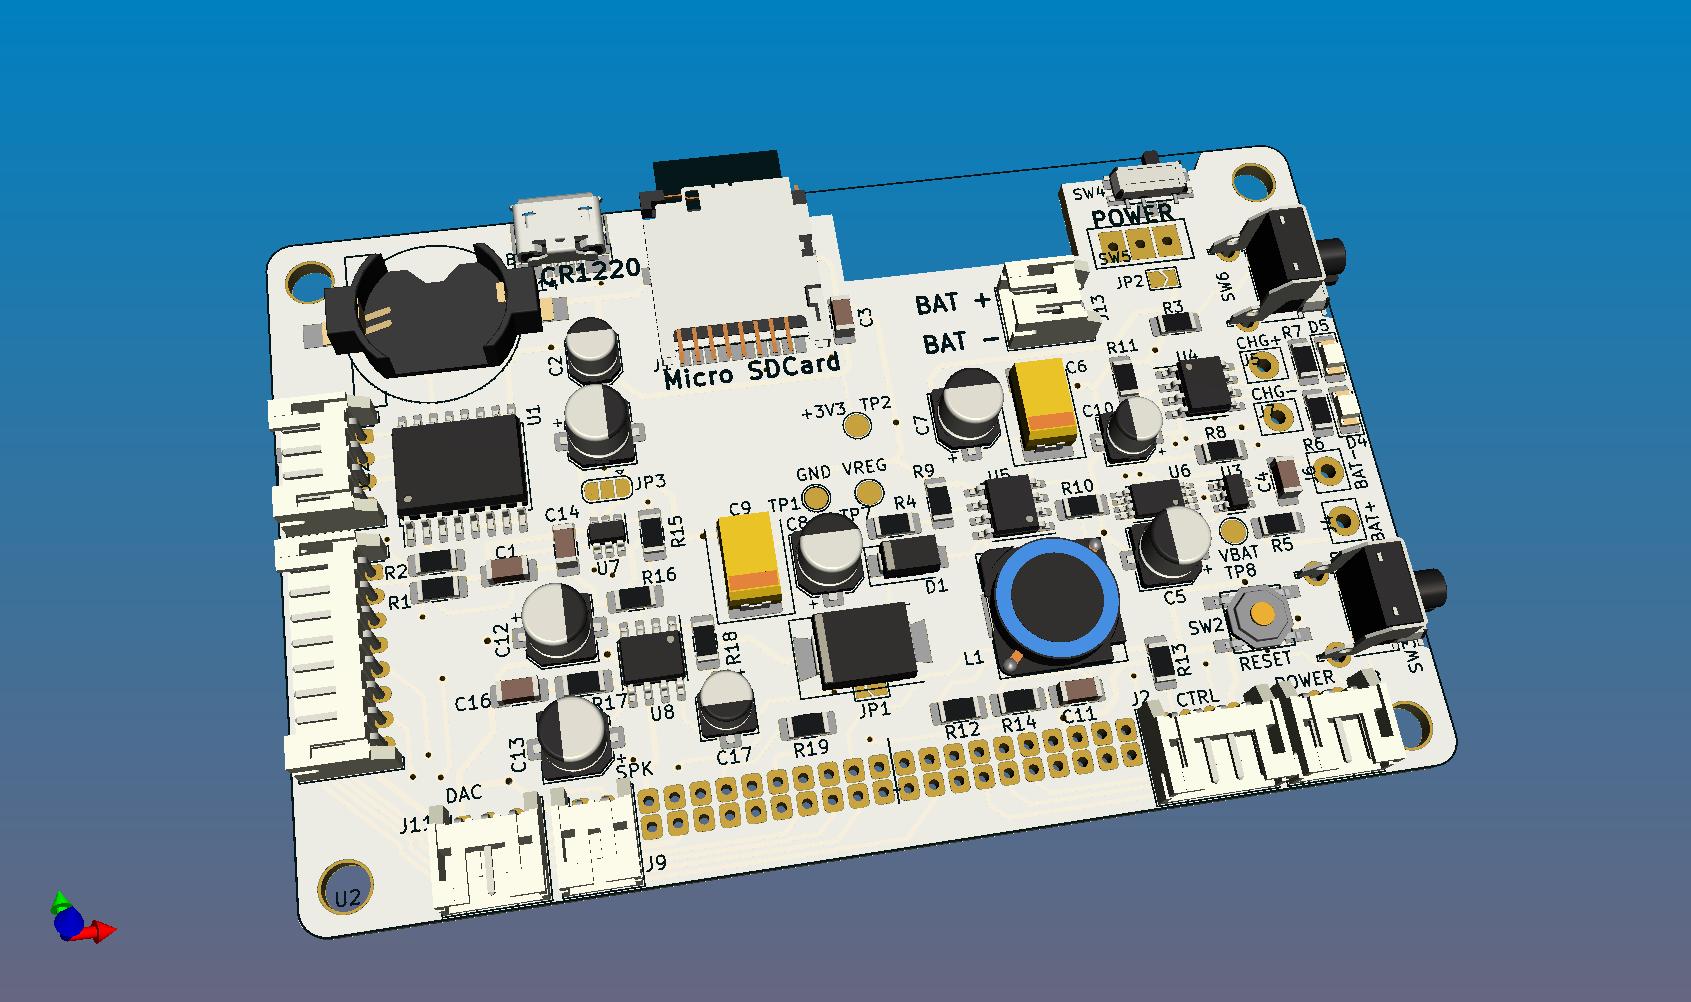 SW4
POWER
SW5
JP2
SW6
CR1220
C2
C3
Micro SDCard
BAT +
BAT -
J13
R3
R7
D5
CHG+
J5
R11
U4
C6
C7
C10
CHG-
R8
R6
D4
BAT-
U1
+3V3
TP2
GND
VREG
TP1
TP7
JP3
C14
R15
U7
C9
C8
R4
R9
U5
R10
U6
U3
C4
BAT+
R5
VBAT
TP8
C5
D1
R2
R1
C1
R16
C12
R18
L1
SW2
RESET
R13
C16
R17
U8
JP1
C17
R19
R12
R14
C11
J2
CTRL
POWER
C13
SPK
DAC
J11
J9
U2